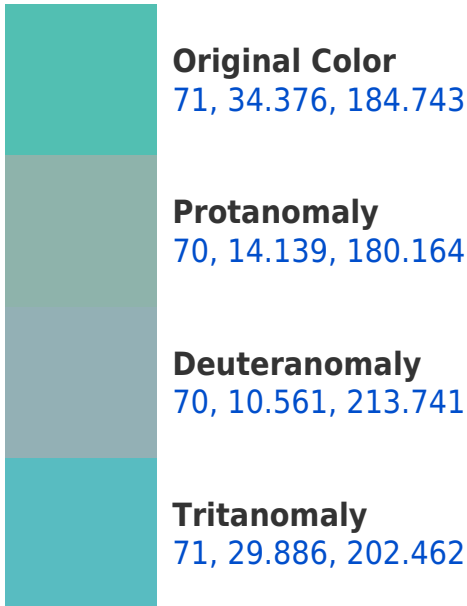 Original Color
71, 34.376, 184.743
Protanomaly
70, 14.139, 180.164
Deuteranomaly
70, 10.561, 213.741
Tritanomaly
71, 29.886, 202.462